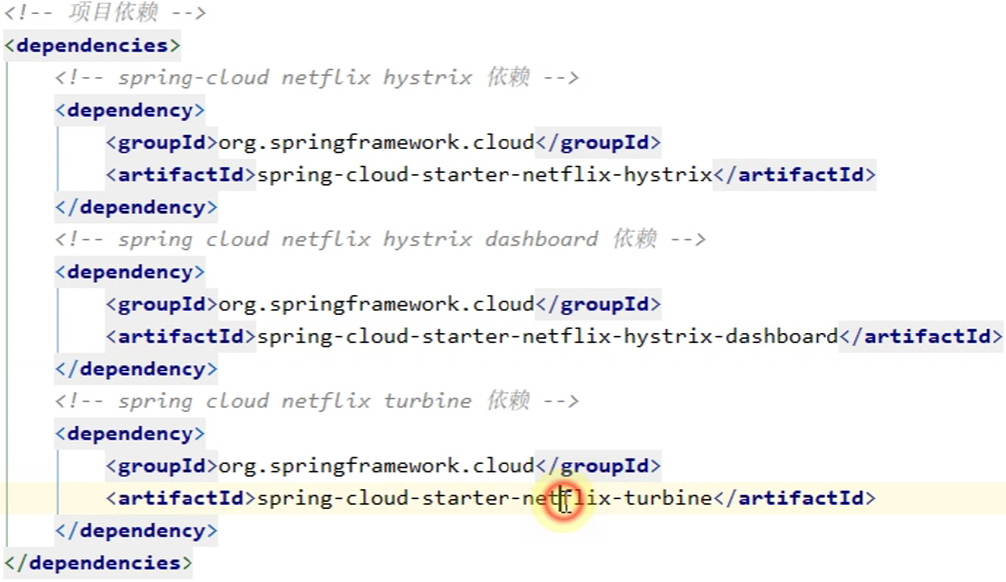 <!-- 项目依赖 -->
<dependencies>
<!-- spring-cloud netflix hystrix 依赖 -->
<dependency>
<groupId>org.springframework.cloud</groupId>
<artifactId>spring-cloud-starter-netflix-hystrix</artifactId>
</dependency>
<!-- spring cloud netflix hystrix dashboard 依赖 -->
<dependency>
<groupId>org.springframework.cloud</groupId>
<artifactId>spring-cloud-starter-netflix-hystrix-dashboard</artifactId>
</dependency>
<!-- spring cloud netflix turbine 依赖 -->
<dependency>
<groupId>org.springframework.cloud</groupId>
<artifactId>spring-cloud-starter-netflix-turbine</artifactId>
</dependency>
</dependencies>